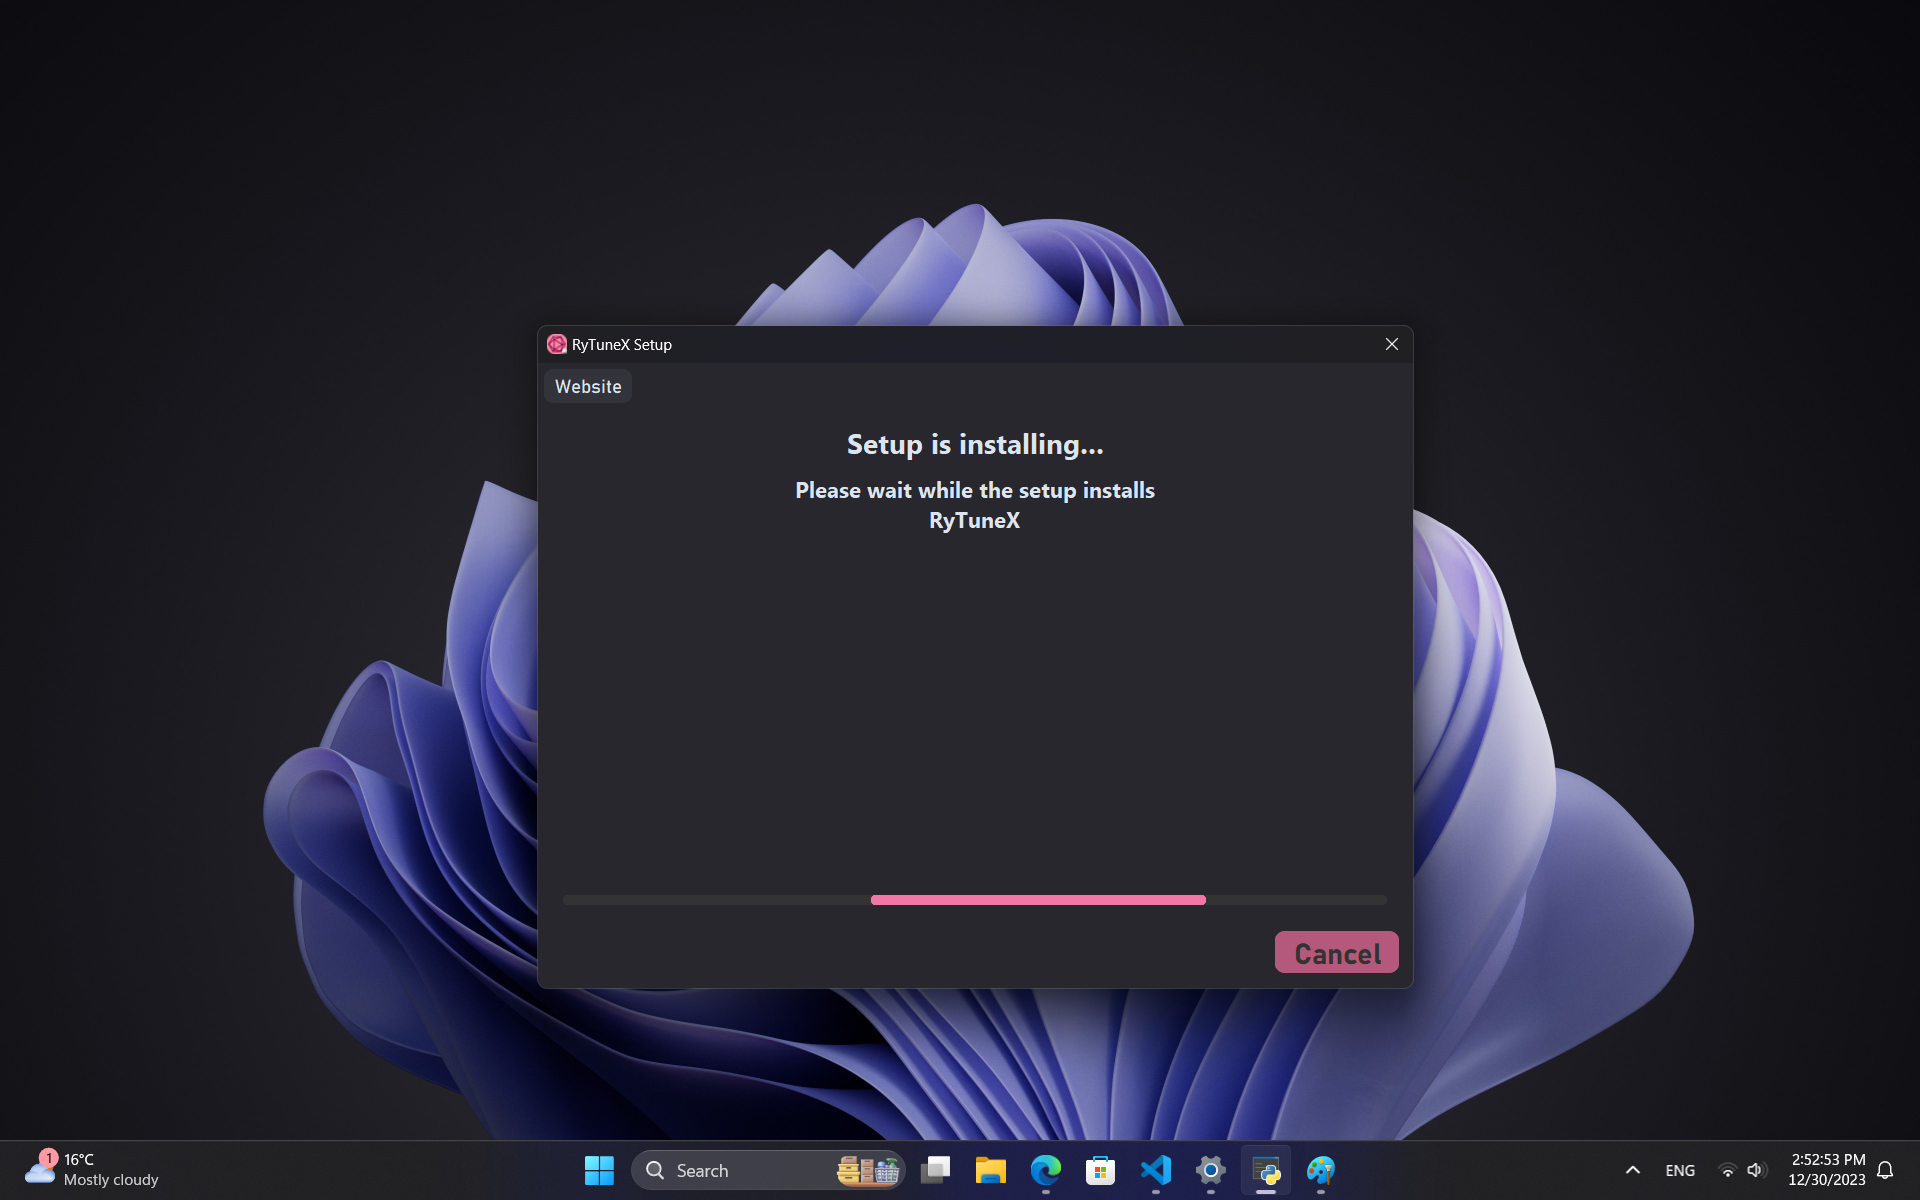 RyTuneX Setup
Website
Setup is installing...
Please wait while the setup installs
RyTuneX
Cancel
1
16°C
Mostly cloudy
Search
ENG
2:52:53 PM
12/30/2023